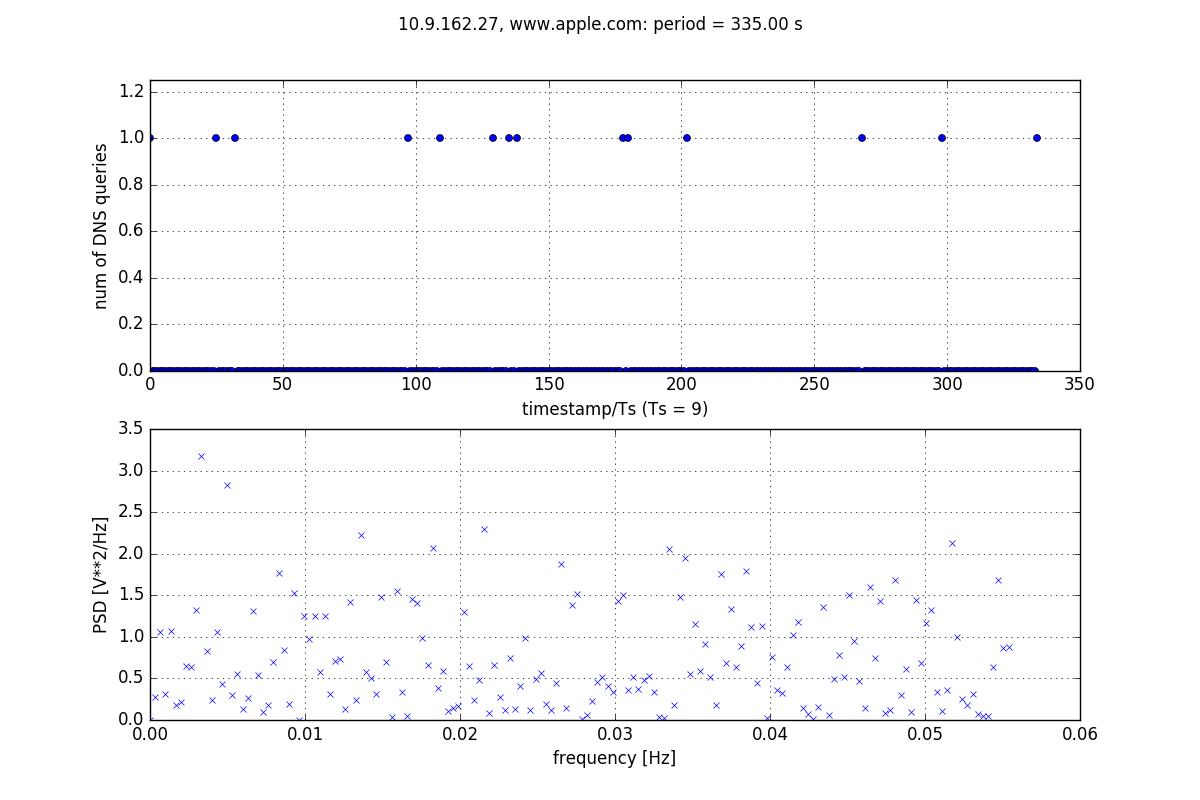 10.9.162.27, www.apple.com: period = 335.00 s
1.2
1.0
0.8
0.6
0.4
0.2
0.0
num of DNS queries
0 50 100 150 200 250 300 350
timestamp/Ts (Ts = 9)
3.5
3.0
2.5
2.0
1.5
1.0
0.5
0.0
PSD [V**2/Hz]
0.00 0.01 0.02 0.03 0.04 0.05 0.06
frequency [Hz]